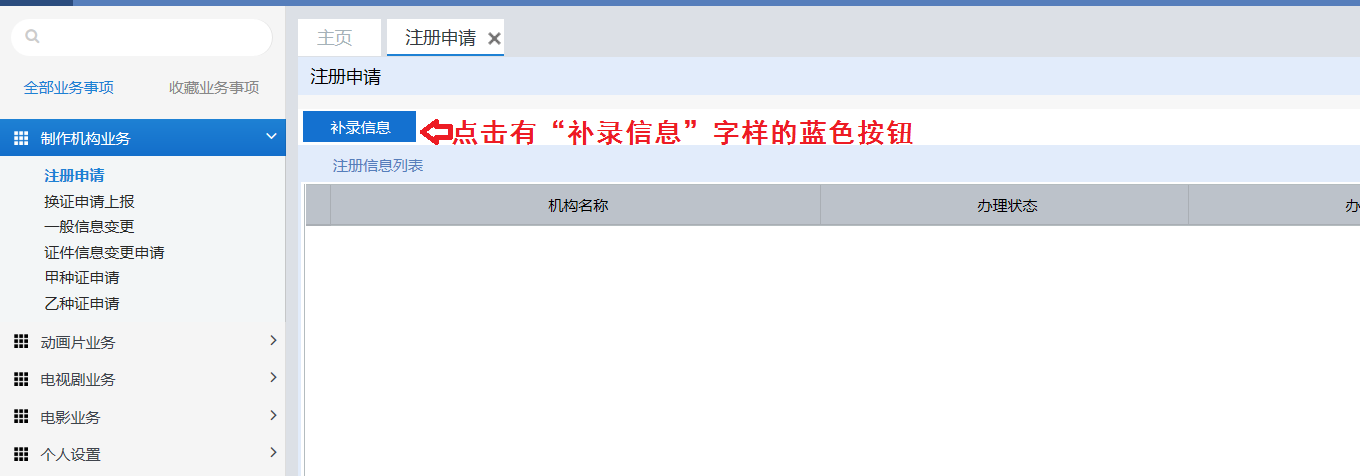 主页
注册申请
全部业务事项
收藏业务事项
注册申请
制作机构业务
补录信息
点击有“补录信息”字样的蓝色按钮
注册信息列表
注册申请
换证申请上报
一般信息变更
证件信息变更申请
甲种证申请
乙种证申请
机构名称
办理状态
办
动画片业务
电视剧业务
电影业务
个人设置